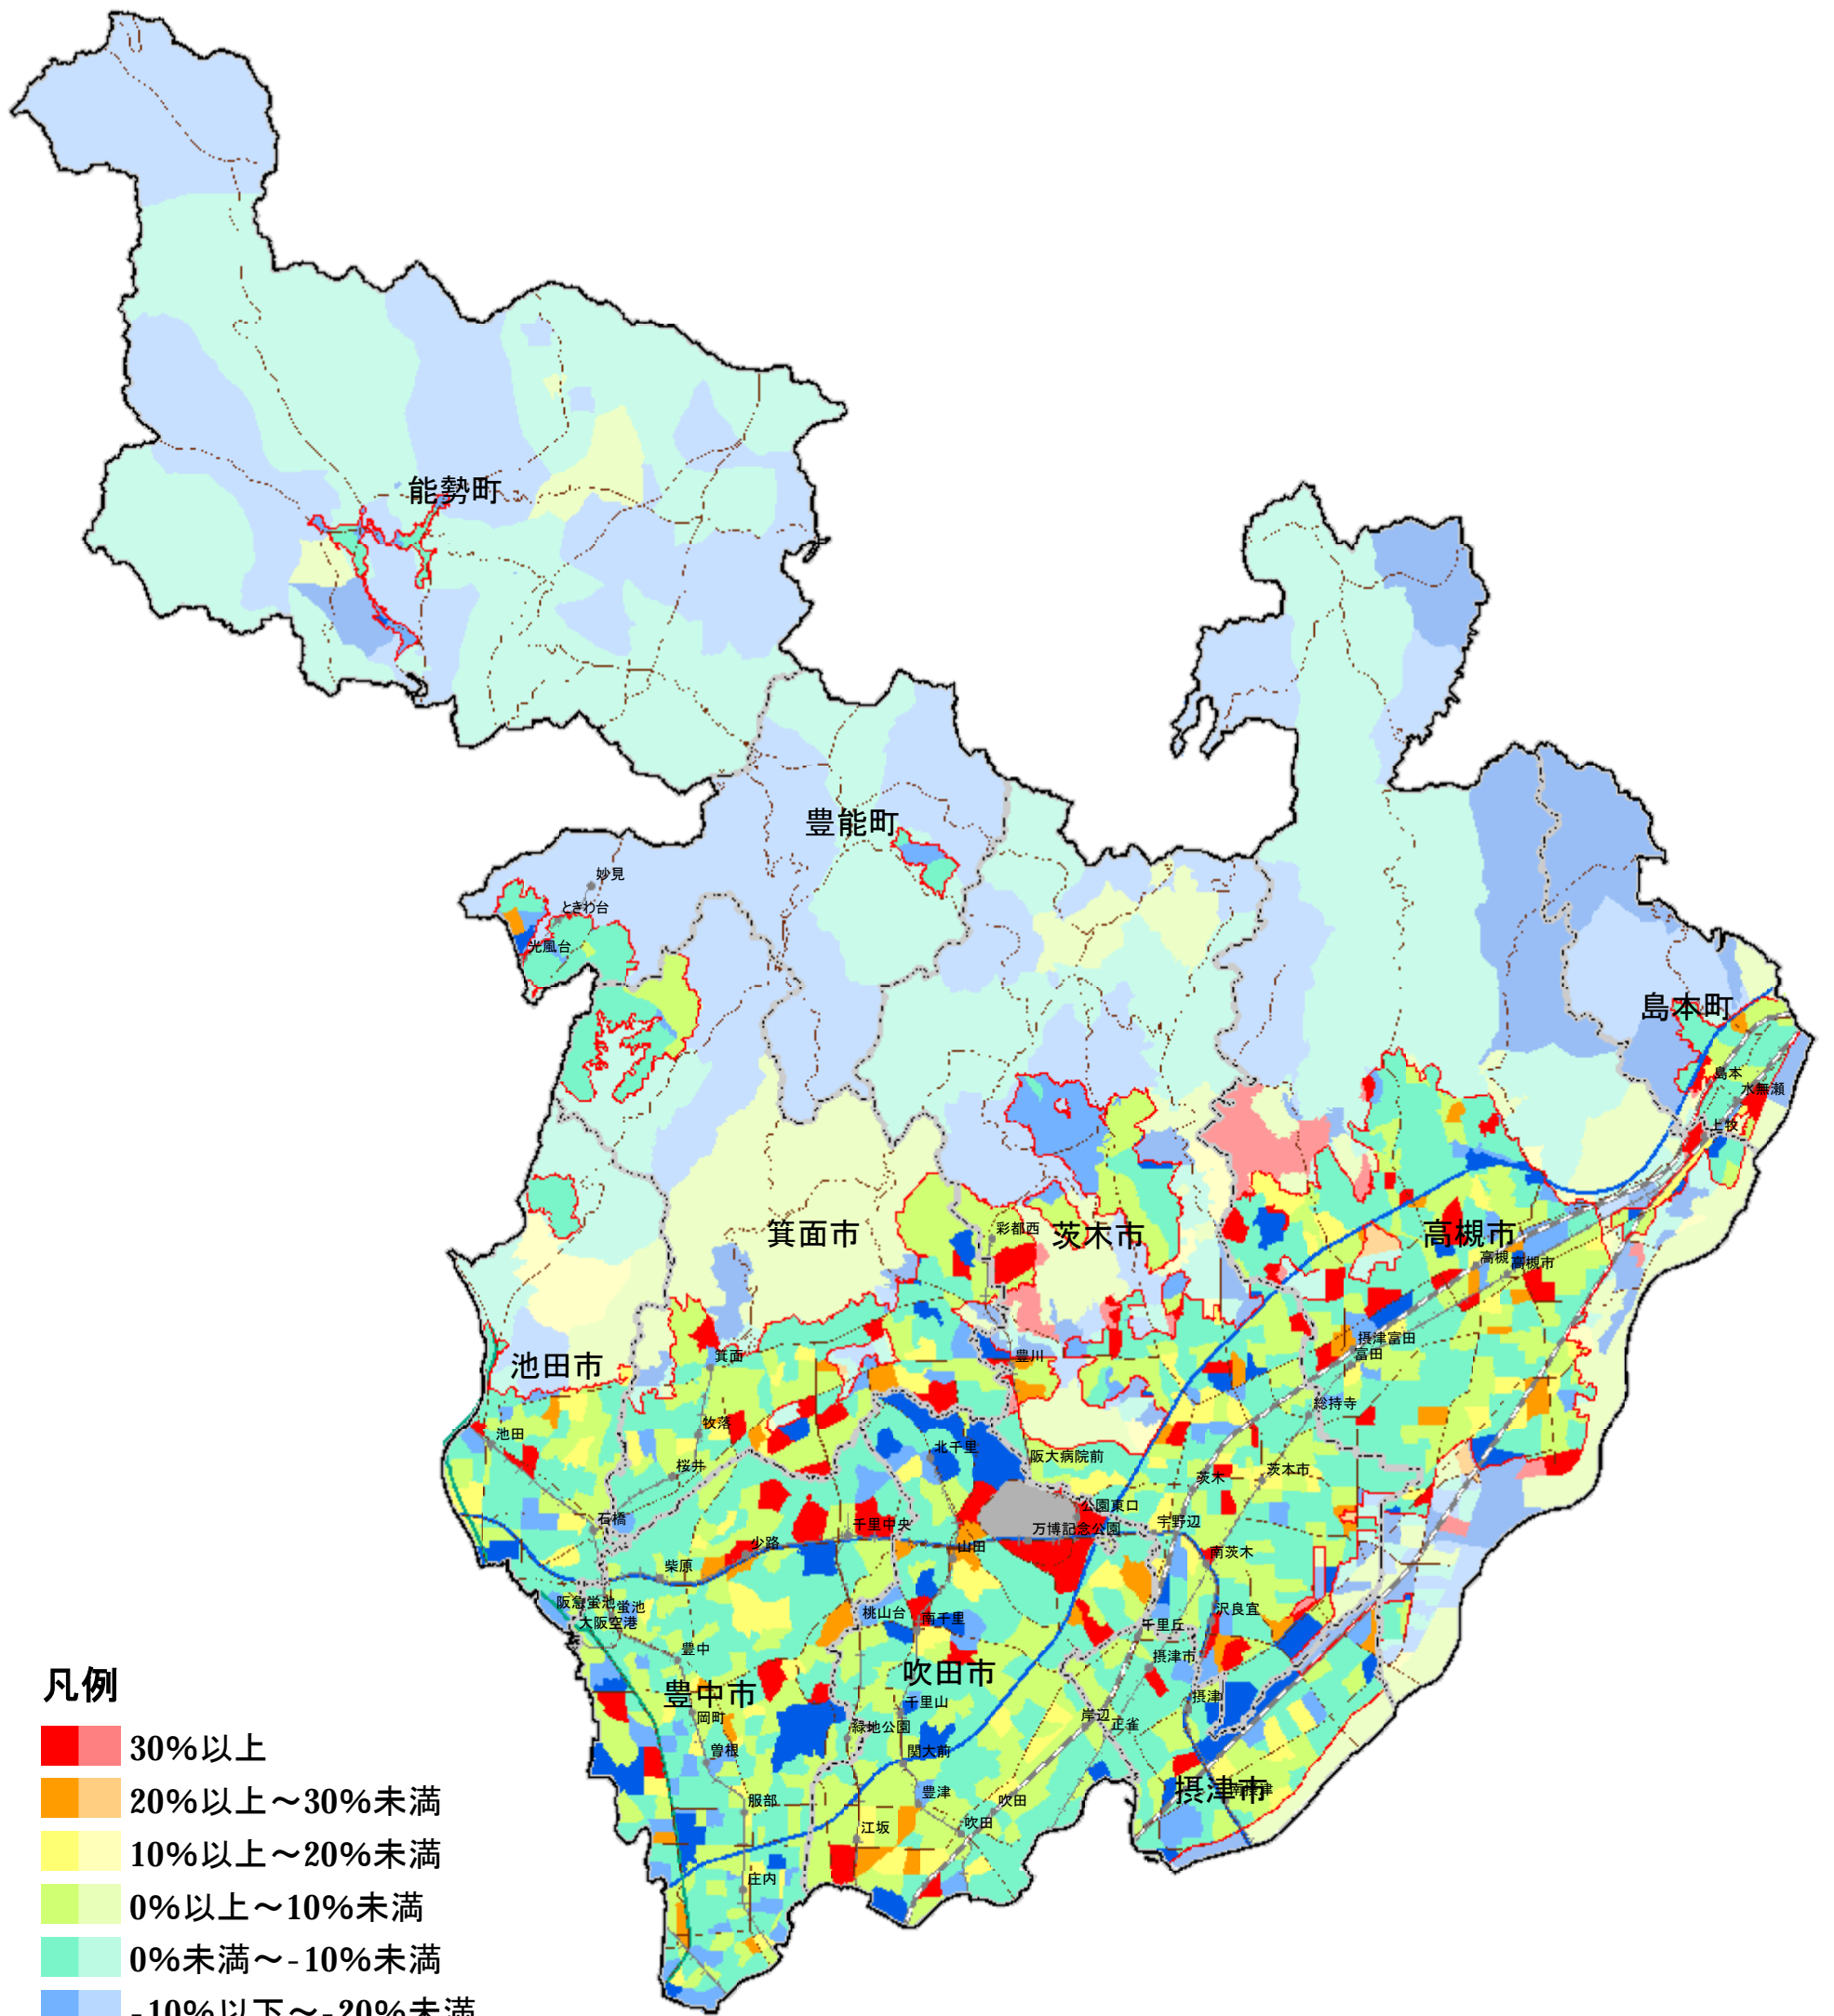 能勢町
豊能町
妙見
ときわ台
光風台
島本町
島本
水無瀬
上牧
箕面市
彩都西
茨木市
高槻市
高槻
高槻市
池田市
箕面
豊川
摂津富田
富田
総持寺
牧落
池田
北千里
阪大病院前
桜井
茨木
茨木市
公園東口
石橋
千里中央
万博記念公園
宇野辺
少路
山田
柴原
南茨木
阪急蛍池
蛍池
大阪空港
桃山台
南千里
沢良宜
千里丘
豊中
吹田市
摂津市
豊中市
千里山
摂津
岡町
緑地公園
岸辺
正雀
曽根
関大前
摂津市
南摂津
豊津
服部
吹田
江坂
吹田
庄内
凡例
30%以上
20%以上～30%未満
10%以上～20%未満
0%以上～10%未満
0%未満～-10%未満
-10%以下～-20%未満